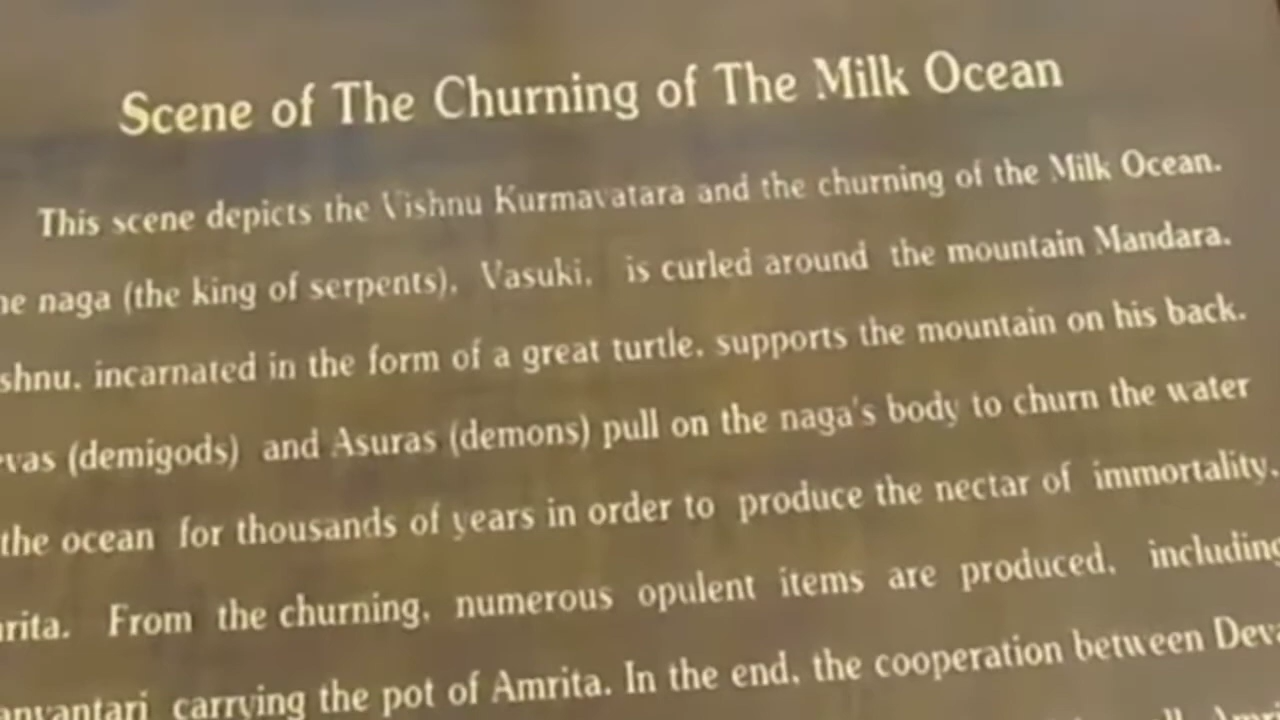 Scene of The Churning of The Milk Ocean
This scene depicts the Vishnu Kurmavatara and the churning of the Milk Ocean.
naga (the king of serpents), Vasuki, is curled around the mountain Mandara.
incarnated in the form of a great turtle, supports the mountain on his back.
(demigods) and Asuras (demons) pull on the naga's body to churn the water
the ocean for thousands of years in order to produce the nectar of immortality,
From the churning, numerous opulent items are produced, including
carrying the pot of Amrita. In the end, the cooperation between